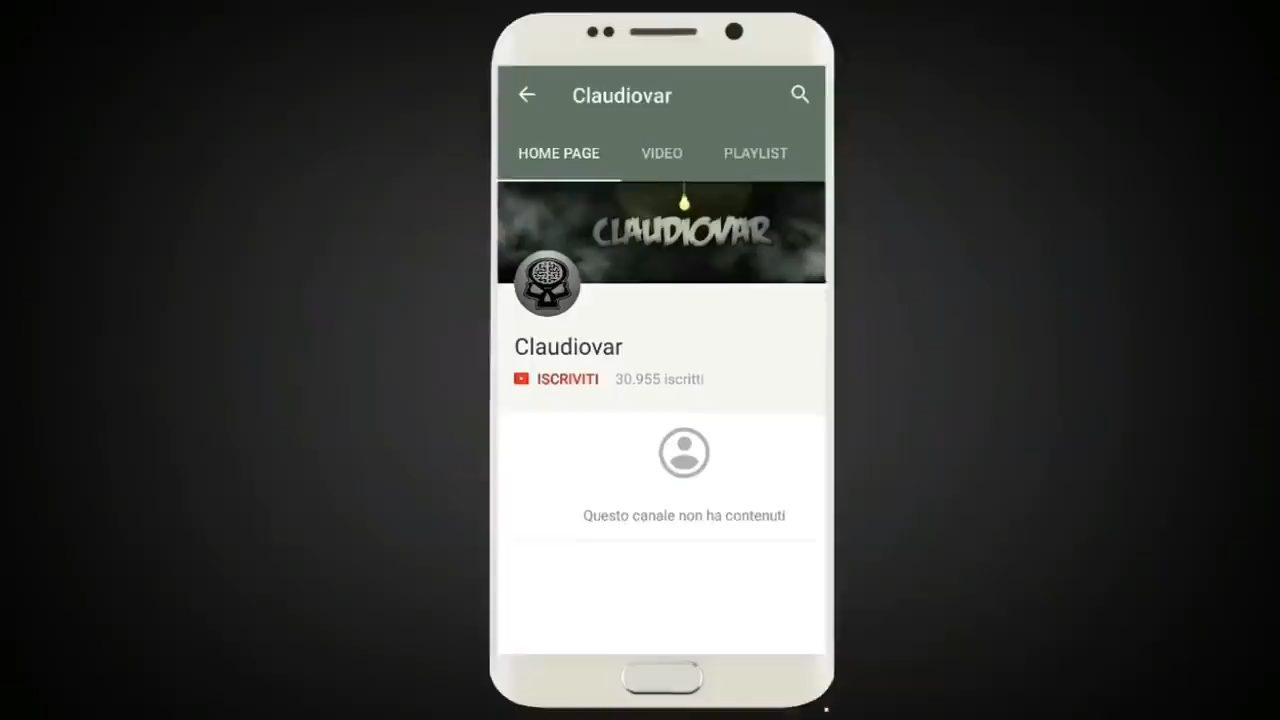 Claudiovar
HOME PAGE VIDEO PLAYLIST
CLAUDIOVAR
Claudiovar
ISCRIVITI 30.955 iscritti
Questo canale non ha contenuti